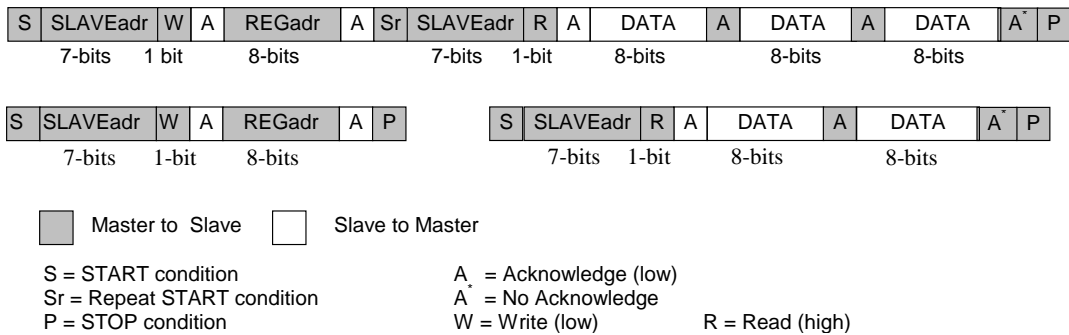 S SLAVEadr W A REGadr A Sr SLAVEadr R A DATA A DATA A DATA A* P
7-bits 1 bit 8-bits 7-bits 1-bit 8-bits 8-bits 8-bits
S SLAVEadr W A REGadr A P S SLAVEadr R A DATA A DATA A* P
7-bits 1-bit 8-bits 7-bits 1-bit 8-bits 8-bits
Master to Slave Slave to Master
S = START condition A = Acknowledge (low)
Sr = Repeat START condition A* = No Acknowledge
P = STOP condition W = Write (low) R = Read (high)